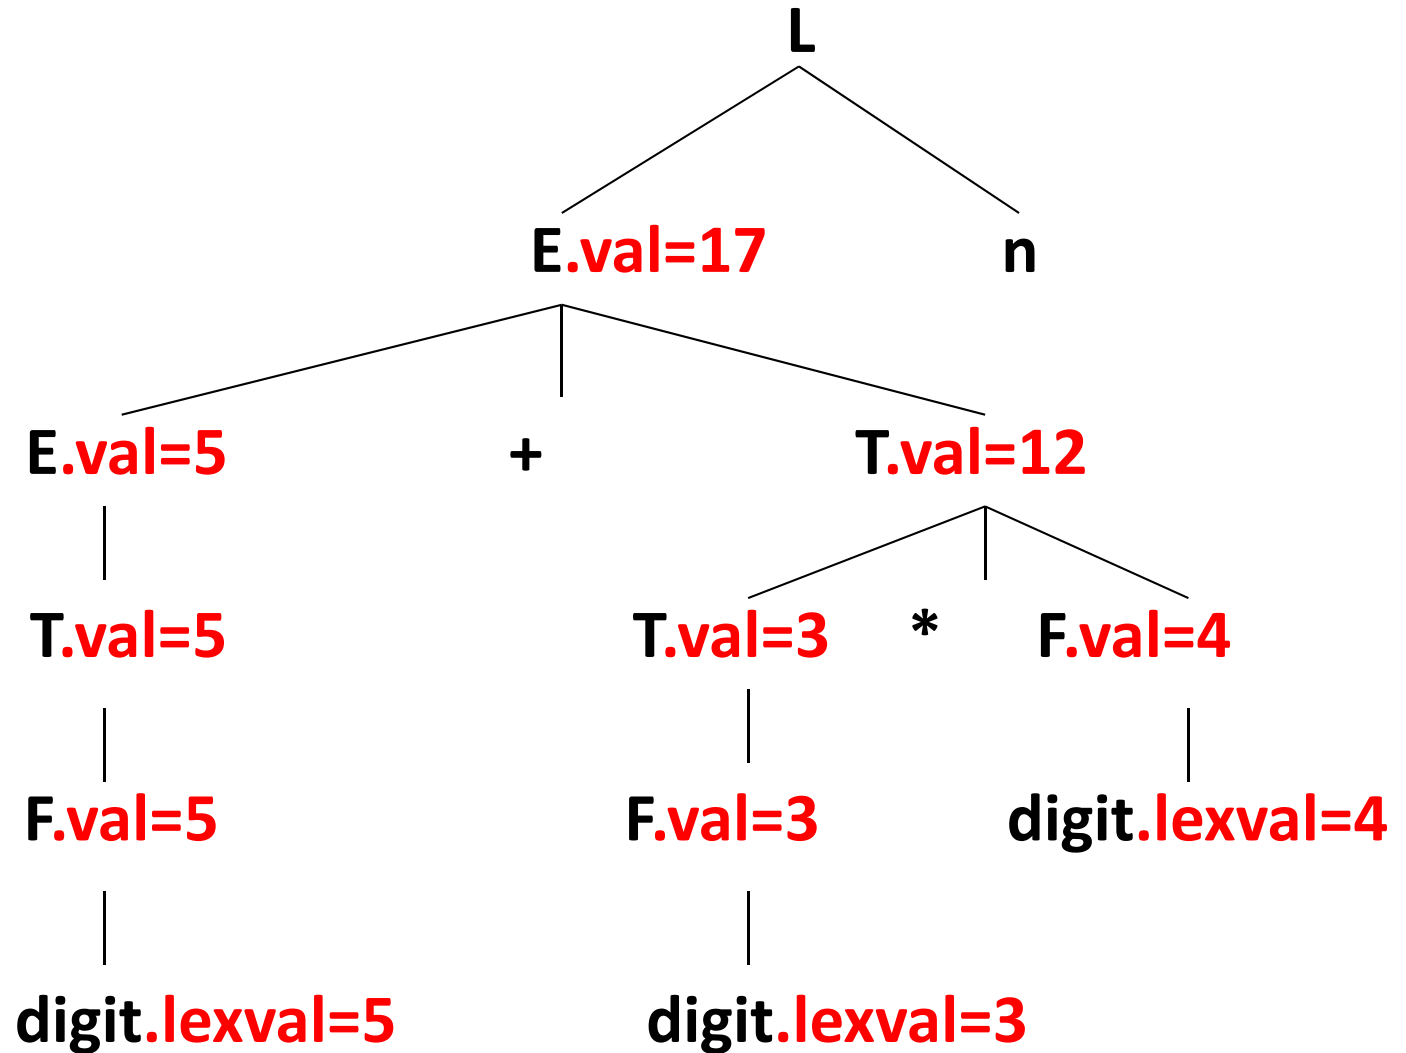 L
E.val=17 n
E.val=5 + T.val=12
T.val=5 T.val=3 * F.val=4
F.val=5 F.val=3 digit.lexval=4
digit.lexval=5 digit.lexval=3